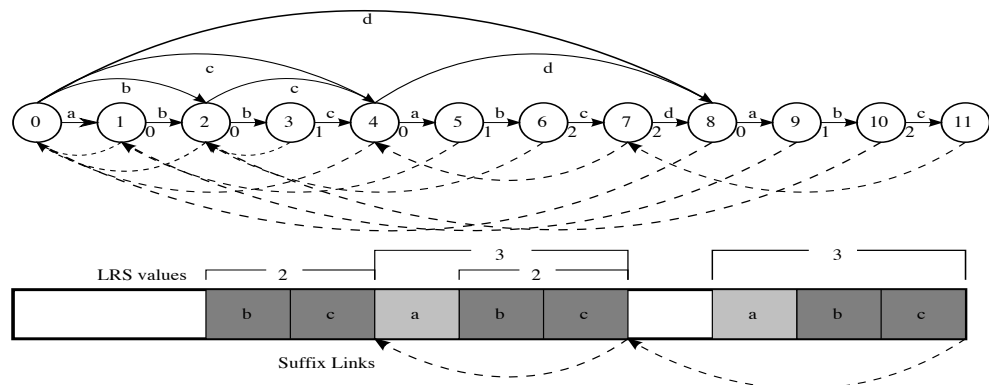 d
c
d
b c
0 a 1 b 2 b 3 c 4 a 5 b 6 c 7 d 8 a 9 b 10 c 11
0 0 1 0 1 2 2 0 1 2
3 3
LRS values 2 2
b c a b c a b c
Suffix Links